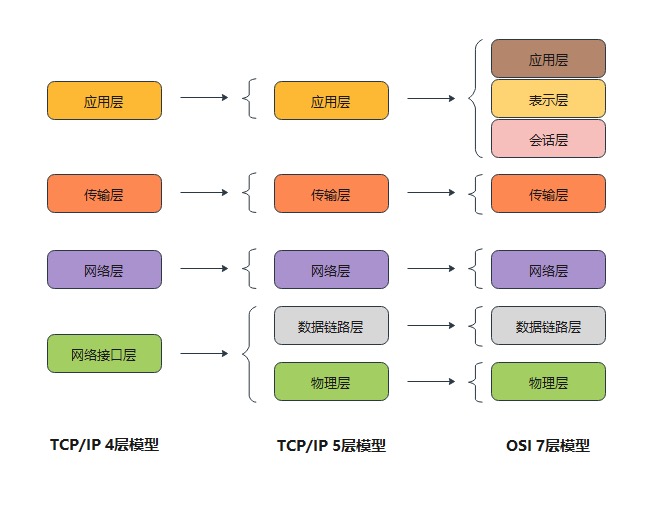 应用层
传输层
网络层
网络接口层
TCP/IP 4层模型
应用层
传输层
网络层
数据链路层
物理层
TCP/IP 5层模型
应用层
表示层
会话层
传输层
网络层
数据链路层
物理层
OSI 7层模型